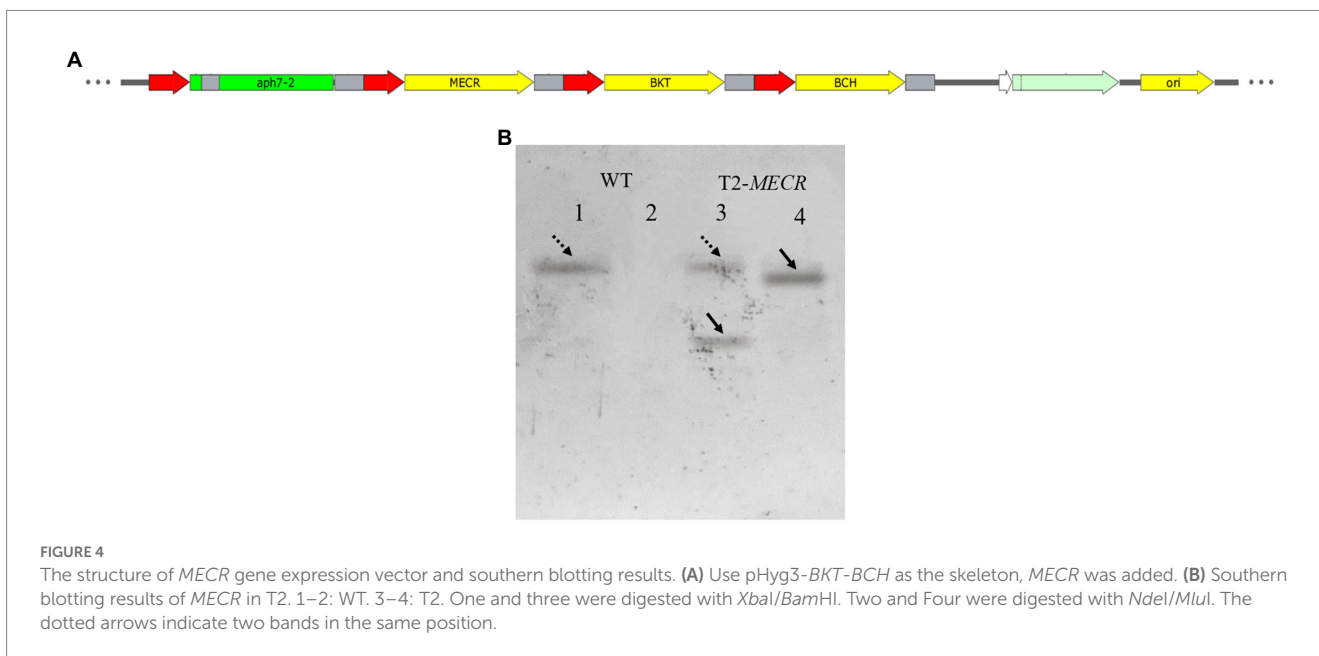 A
... aph7-2 MECR BKT BCH ori ...
B
WT T2-MECR
1 2 3 4
FIGURE 4
The structure of MECR gene expression vector and southern blotting results. (A) Use pHyg3-BKT-BCH as the skeleton, MECR was added. (B) Southern
blotting results of MECR in T2. 1–2: WT. 3–4: T2. One and three were digested with XbaI/BamHI. Two and Four were digested with NdeI/MluI. The
dotted arrows indicate two bands in the same position.